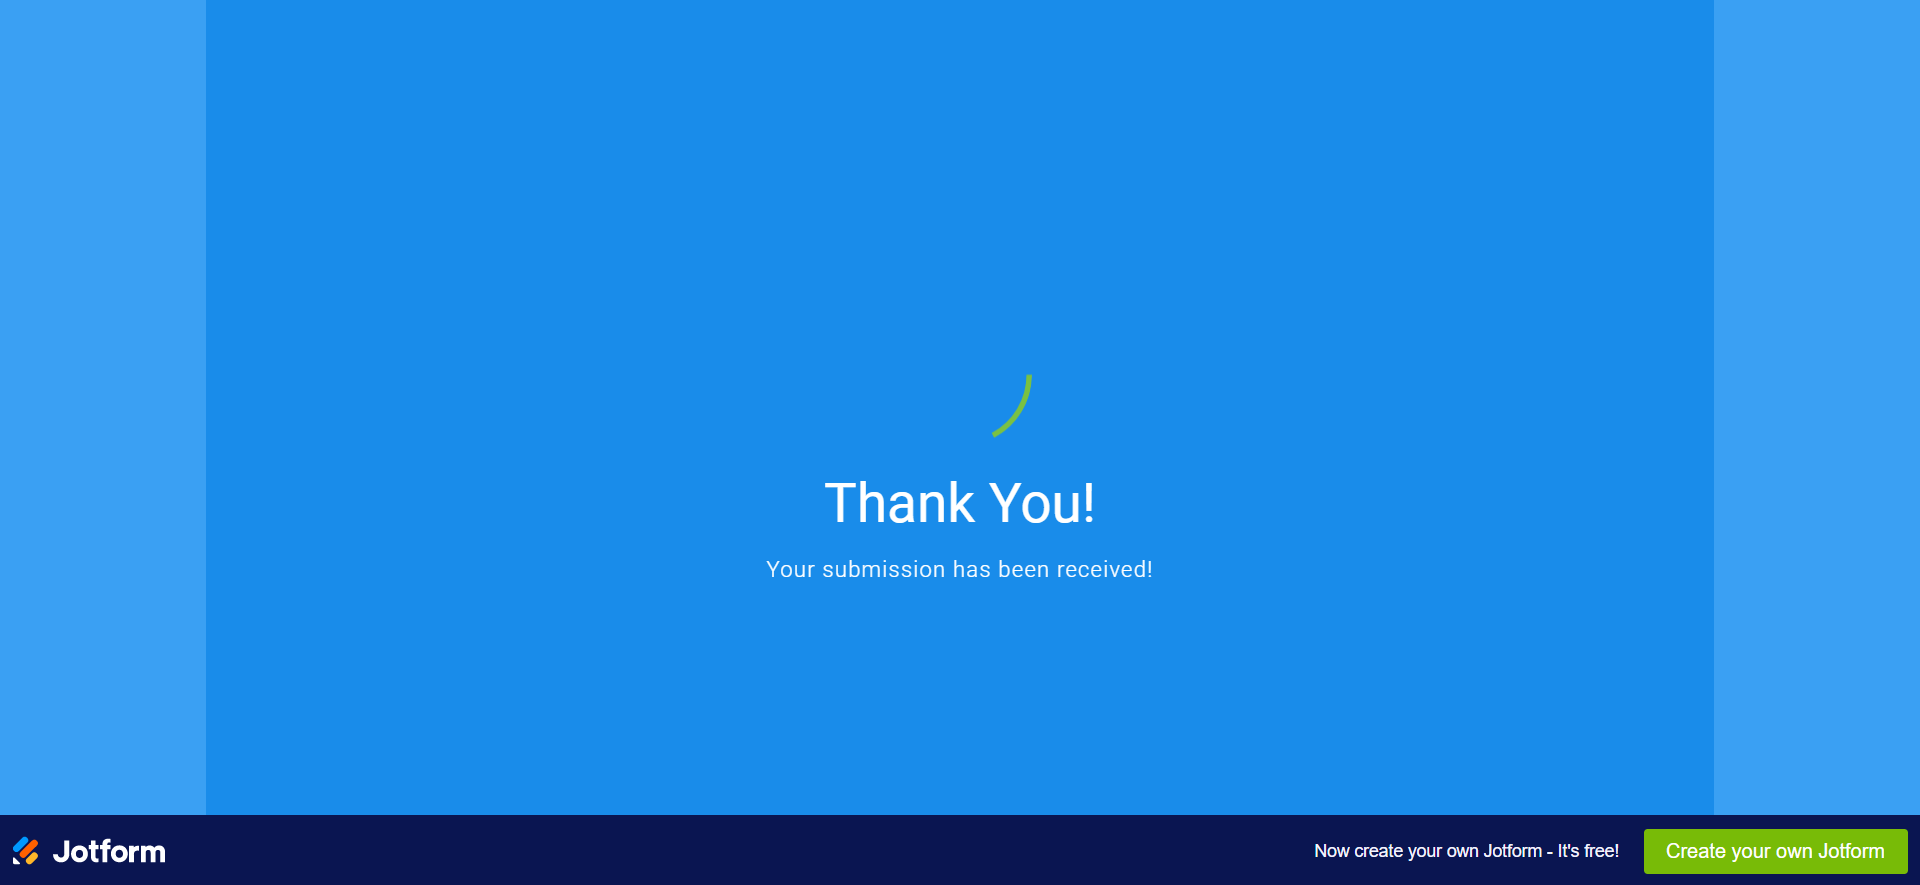 Thank You!
Your submission has been received!
Jotform
Now create your own Jotform - It's free!
Create your own Jotform